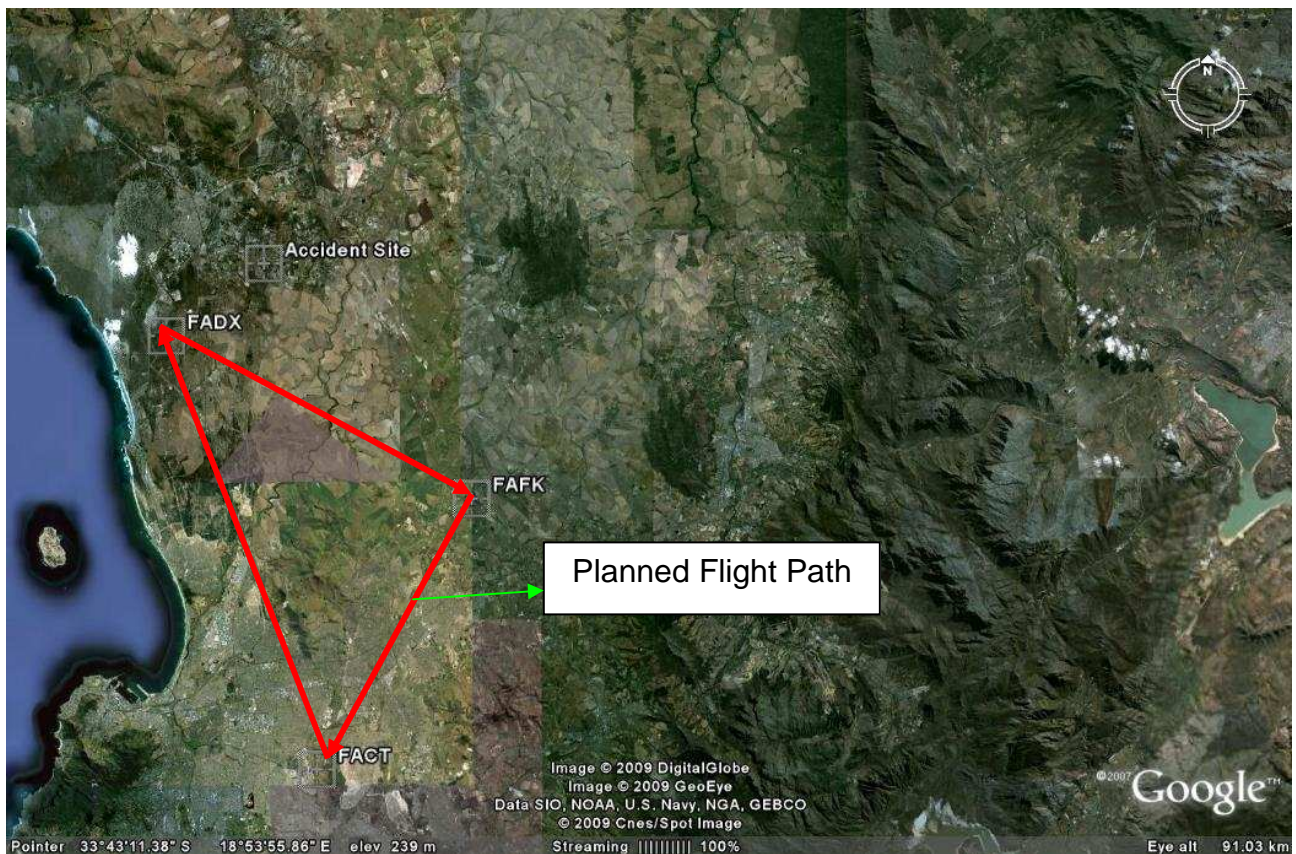 N
Accident Site
FADX
FAFK
Planned Flight Path
FACT
Image © 2009 DigitalGlobe
Image © 2009 GeoEye
Data SIO, NOAA, U.S. Navy, NGA, GEBCO
© 2009 Cnes/Spot Image
©2007 Google™
Pointer 33°43'11.38" S 18°53'55.86" E elev 239 m Streaming ||||||||| 100% Eye alt 91.03 km